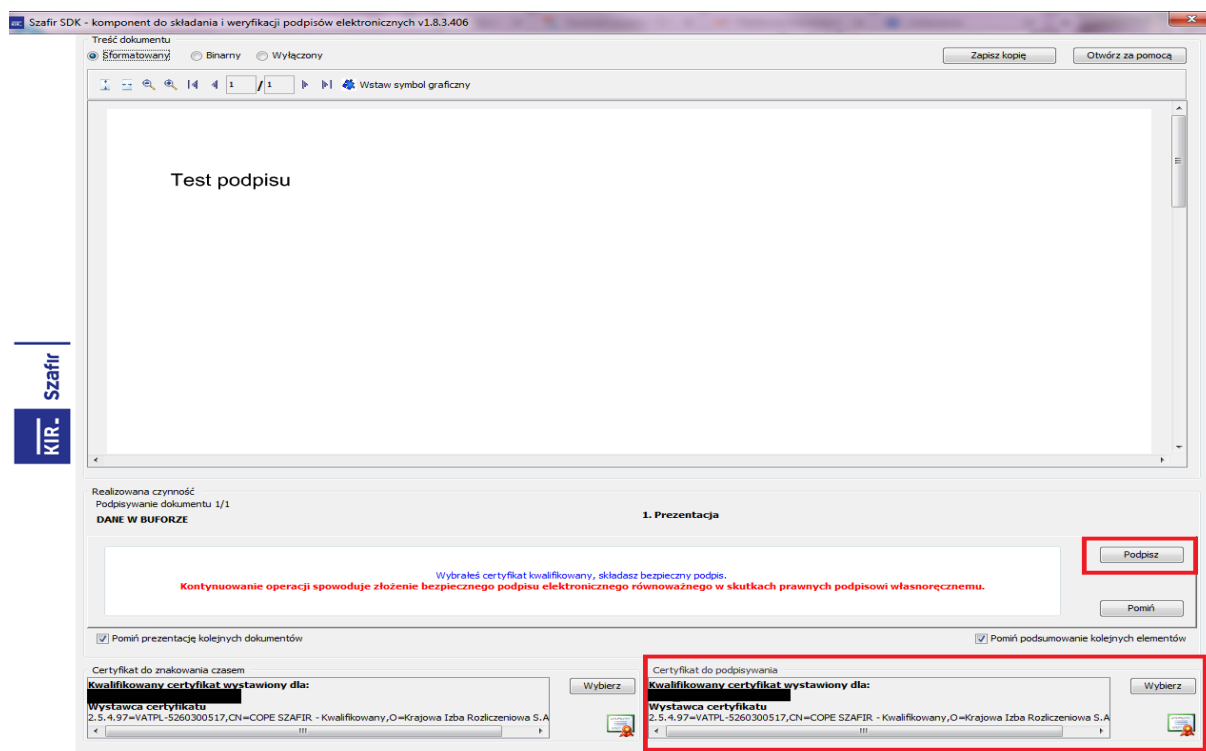 Szafir SDK - komponent do składania i weryfikacji podpisów elektronicznych v1.8.3.406
Treść dokumentu
Sformatowany Binarny Wyłączony Zapisz kopię Otwórz za pomocą
1 / 1 Wstaw symbol graficzny
Test podpisu
KIR. Szafir
Realizowana czynność
Podpisywanie dokumentu 1/1
DANE W BUFORZE
1. Prezentacja
Podpisz
Wybrałeś certyfikat kwalifikowany, składasz bezpieczny podpis.
Kontynuowanie operacji spowoduje złożenie bezpiecznego podpisu elektronicznego równoważnego w skutkach prawnych podpisowi własnoręcznemu.
Pomiń
Pomiń prezentację kolejnych dokumentów Pomiń podsumowanie kolejnych elementów
Certyfikat do znakowania czasem
Kwalifikowany certyfikat wystawiony dla:
Wybierz
Wystawca certyfikatu
2.5.4.97=VATPL-5260300517,CN=COPE SZAFIR - Kwalifikowany,O=Krajowa Izba Rozliczeniowa S.A
Certyfikat do podpisywania
Kwalifikowany certyfikat wystawiony dla:
Wybierz
Wystawca certyfikatu
2.5.4.97=VATPL-5260300517,CN=COPE SZAFIR - Kwalifikowany,O=Krajowa Izba Rozliczeniowa S.A